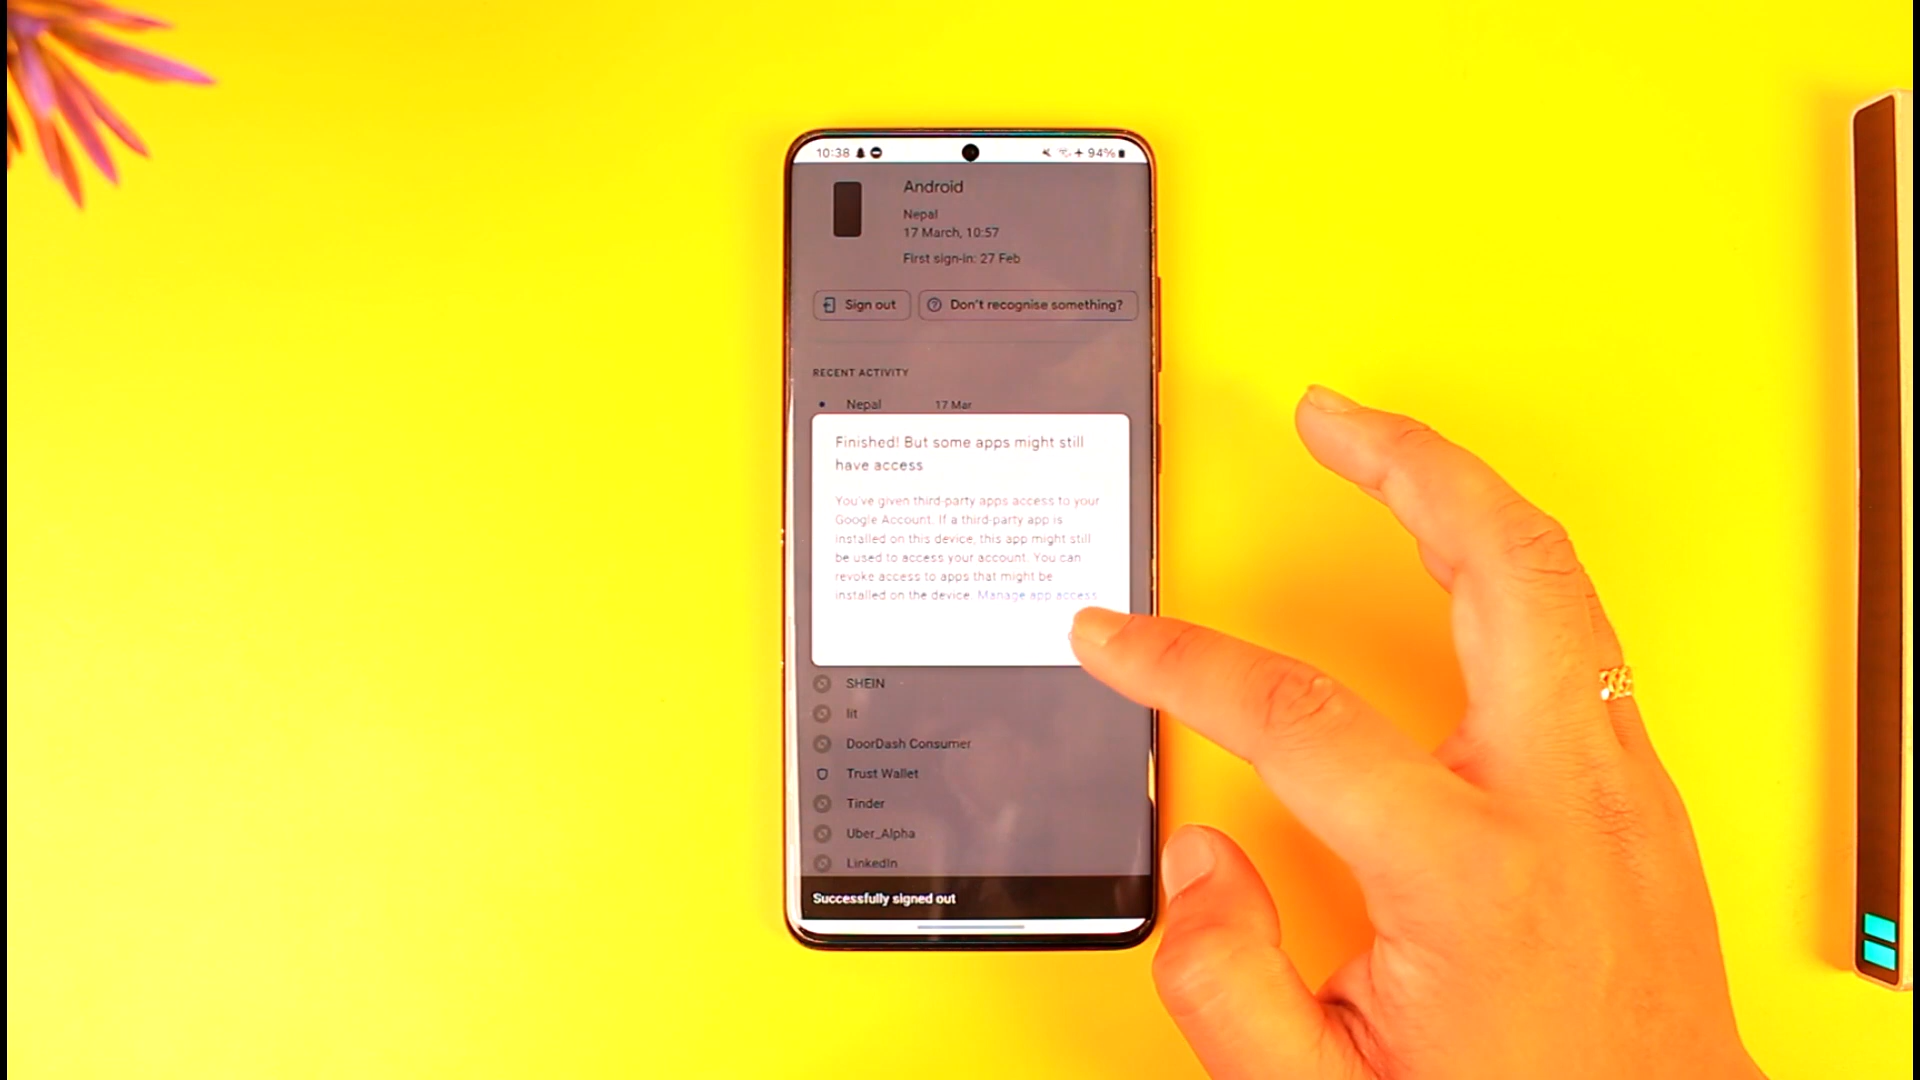 10:38 94%
Android
Nepal
17 March, 10:57
First sign-in: 27 Feb
Sign out Don't recognise something?
RECENT ACTIVITY
Nepal 17 Mar
Finished! But some apps might still
have access
You've given third-party apps access to your
Google Account. If a third-party app is
installed on this device, this app might still
be used to access your account. You can
revoke access to apps that might be
installed on the device. Manage app access
SHEIN
lit
DoorDash Consumer
Trust Wallet
Tinder
Uber_Alpha
LinkedIn
Successfully signed out